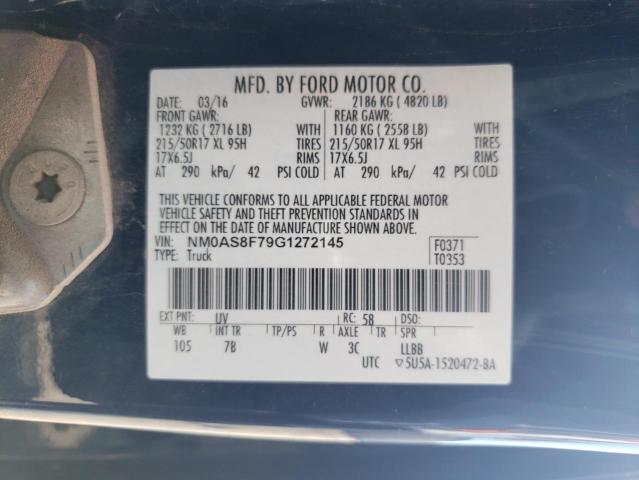 MFD. BY FORD MOTOR CO.
DATE: 03/16 GVWR: 2186 KG ( 4820 LB)
FRONT GAWR: REAR GAWR:
1232 KG ( 2716 LB) WITH 1160 KG ( 2558 LB) WITH
215/50R17 XL 95H TIRES 215/50R17 XL 95H TIRES
17X6.5J RIMS 17X6.5J RIMS
AT 290 kPa/ 42 PSI COLD AT 290 kPa/ 42 PSI COLD
THIS VEHICLE CONFORMS TO ALL APPLICABLE FEDERAL MOTOR
VEHICLE SAFETY AND THEFT PREVENTION STANDARDS IN
EFFECT ON THE DATE OF MANUFACTURE SHOWN ABOVE.
VIN: NM0AS8F79G1272145 F0371
TYPE: Truck T0353
EXT PNT: UV RC: 58 DSO:
WB INT TR TP/PS R AXLE TR SPR
105 7B W 3C LLBB
UTC ▽5U5A-1520472-BA